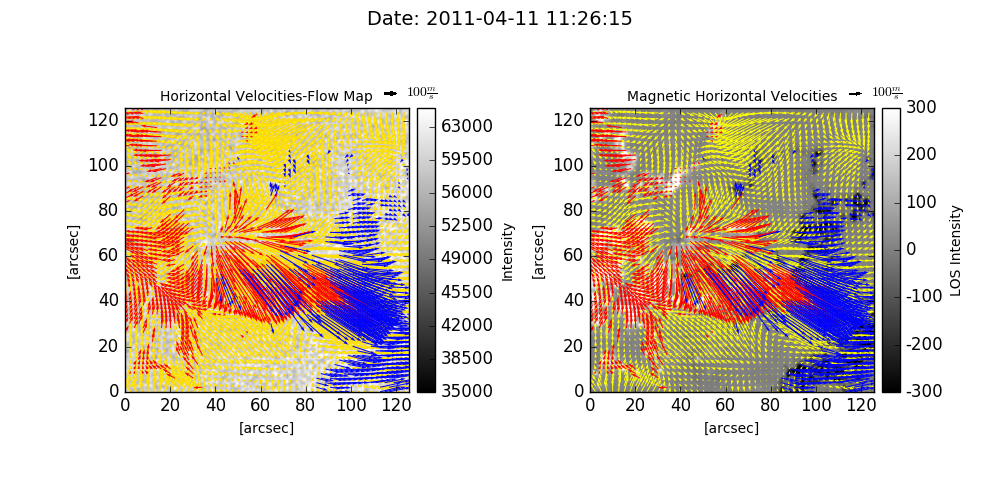 Date: 2011-04-11 11:26:15
Horizontal Velocities-Flow Map
100 m/s
Magnetic Horizontal Velocities
100 m/s
120
100
80
60
40
20
0
[arcsec]
0 20 40 60 80 100 120
[arcsec]
63000
59500
56000
52500
49000
45500
42000
38500
35000
Intensity
120
100
80
60
40
20
0
[arcsec]
0 20 40 60 80 100 120
[arcsec]
300
200
100
0
-100
-200
-300
LOS Intensity